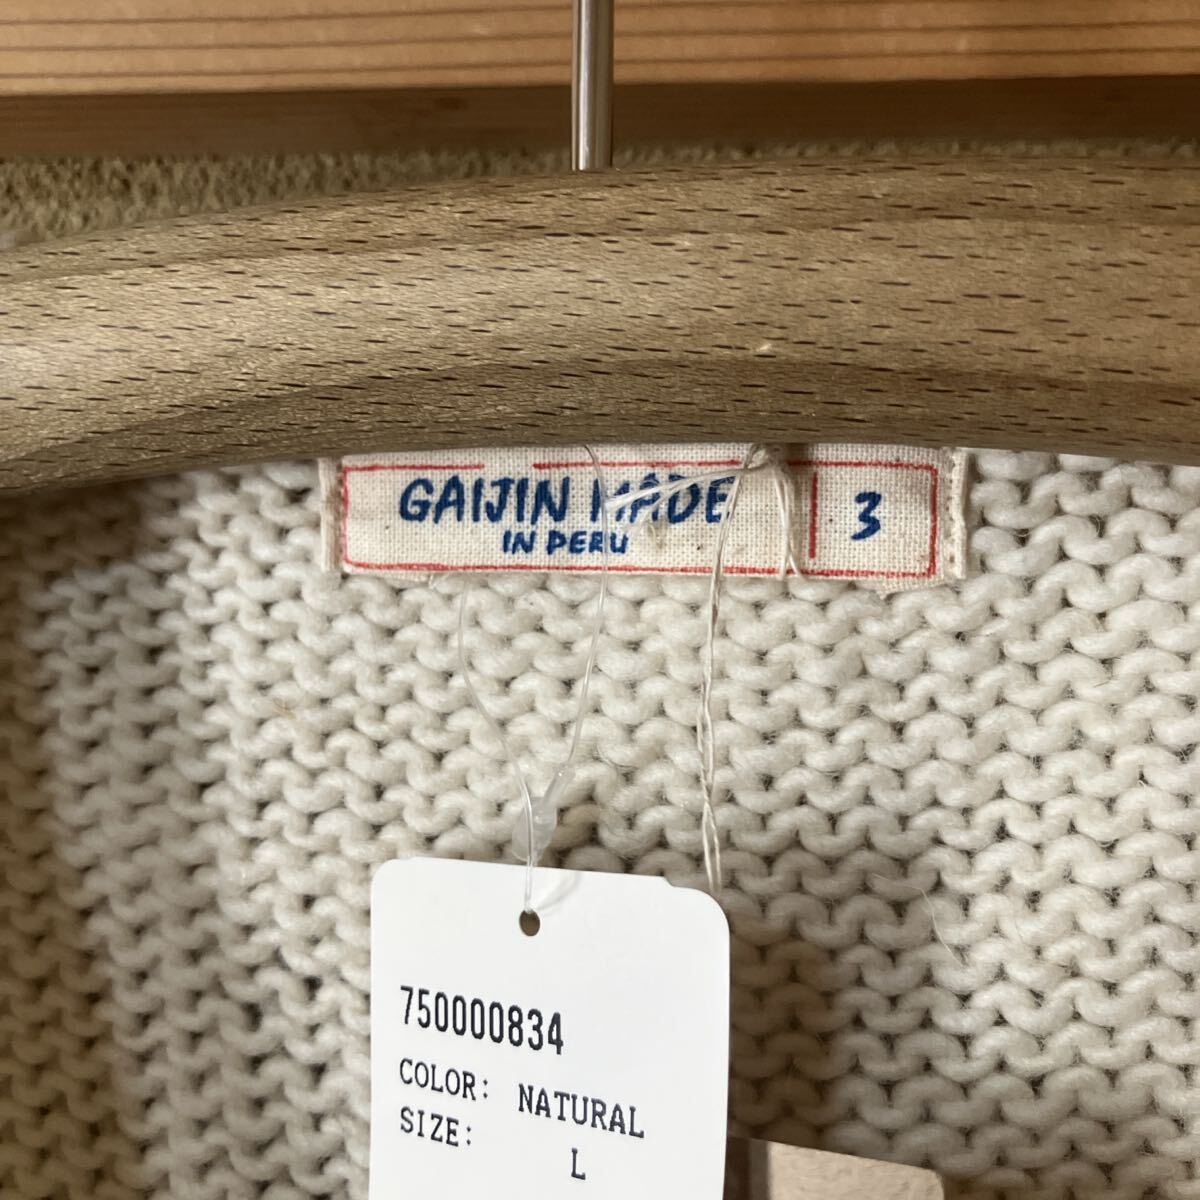 GAIJIN MADE
IN PERU
3
750000834
COLOR: NATURAL
SIZE: L